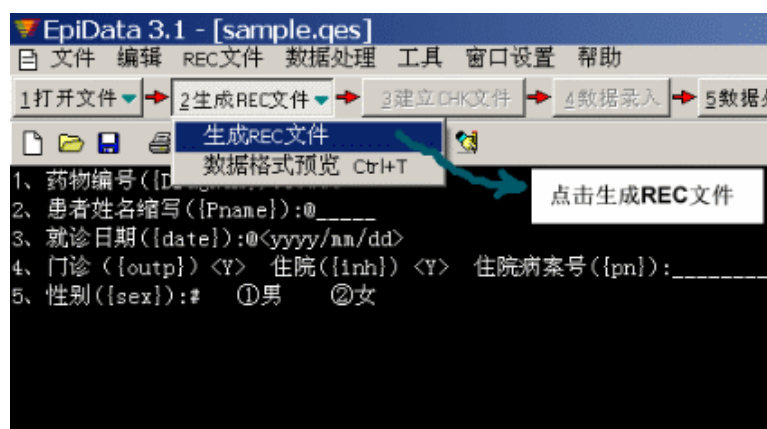 EpiData 3.1 - [sample.qes]
文件 编辑 REC文件 数据处理 工具 窗口设置 帮助
1打开文件 2生成REC文件 3建立CHK文件 4数据录入 5数据
生成REC文件
数据格式预览 Ctrl+T
点击生成REC文件
1、药物编号({D
2、患者姓名缩写({Pname}):@_____
3、就诊日期({date}):@<yyyy/mm/dd>
4、门诊 ({outp}) <Y> 住院({inh}) <Y> 住院病案号({pn}):________
5、性别({sex}):# ①男 ②女